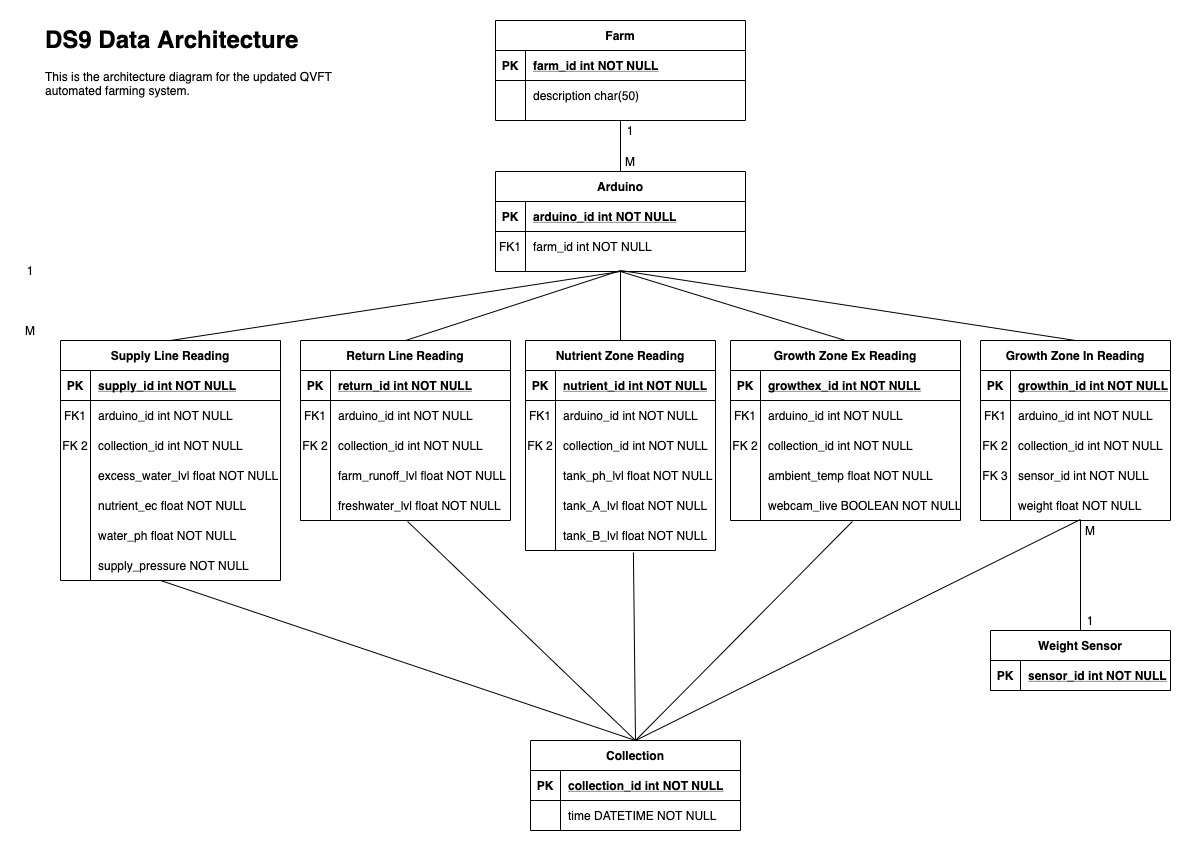 DS9 Data Architecture
This is the architecture diagram for the updated QVFT
automated farming system.
Farm
PK farm_id int NOT NULL
description char(50)
1
M
Arduino
PK arduino_id int NOT NULL
FK1 farm_id int NOT NULL
1
M
Supply Line Reading
PK supply_id int NOT NULL
FK1 arduino_id int NOT NULL
FK 2 collection_id int NOT NULL
excess_water_lvl float NOT NULL
nutrient_ec float NOT NULL
water_ph float NOT NULL
supply_pressure NOT NULL
Return Line Reading
PK return_id int NOT NULL
FK1 arduino_id int NOT NULL
FK 2 collection_id int NOT NULL
farm_runoff_lvl float NOT NULL
freshwater_lvl float NOT NULL
Nutrient Zone Reading
PK nutrient_id int NOT NULL
FK1 arduino_id int NOT NULL
FK 2 collection_id int NOT NULL
tank_ph_lvl float NOT NULL
tank_A_lvl float NOT NULL
tank_B_lvl float NOT NULL
Growth Zone Ex Reading
PK growthex_id int NOT NULL
FK1 arduino_id int NOT NULL
FK 2 collection_id int NOT NULL
ambient_temp float NOT NULL
webcam_live BOOLEAN NOT NULL
Growth Zone In Reading
PK growthin_id int NOT NULL
FK1 arduino_id int NOT NULL
FK 2 collection_id int NOT NULL
FK 3 sensor_id int NOT NULL
weight float NOT NULL
M
1
Weight Sensor
PK sensor_id int NOT NULL
Collection
PK collection_id int NOT NULL
time DATETIME NOT NULL